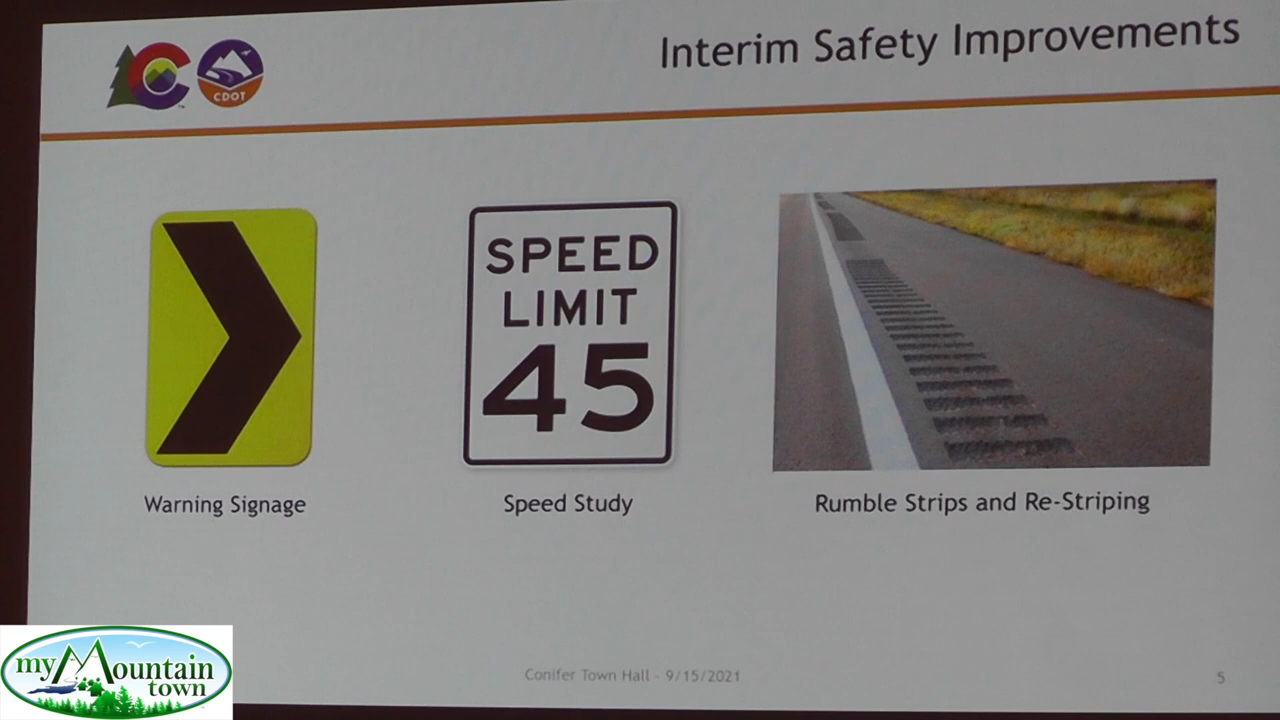 Interim Safety Improvements
CDOT
SPEED
LIMIT
45
Warning Signage
Speed Study
Rumble Strips and Re-Striping
Conifer Town Hall - 9/15/2021
5
my Mountain
town